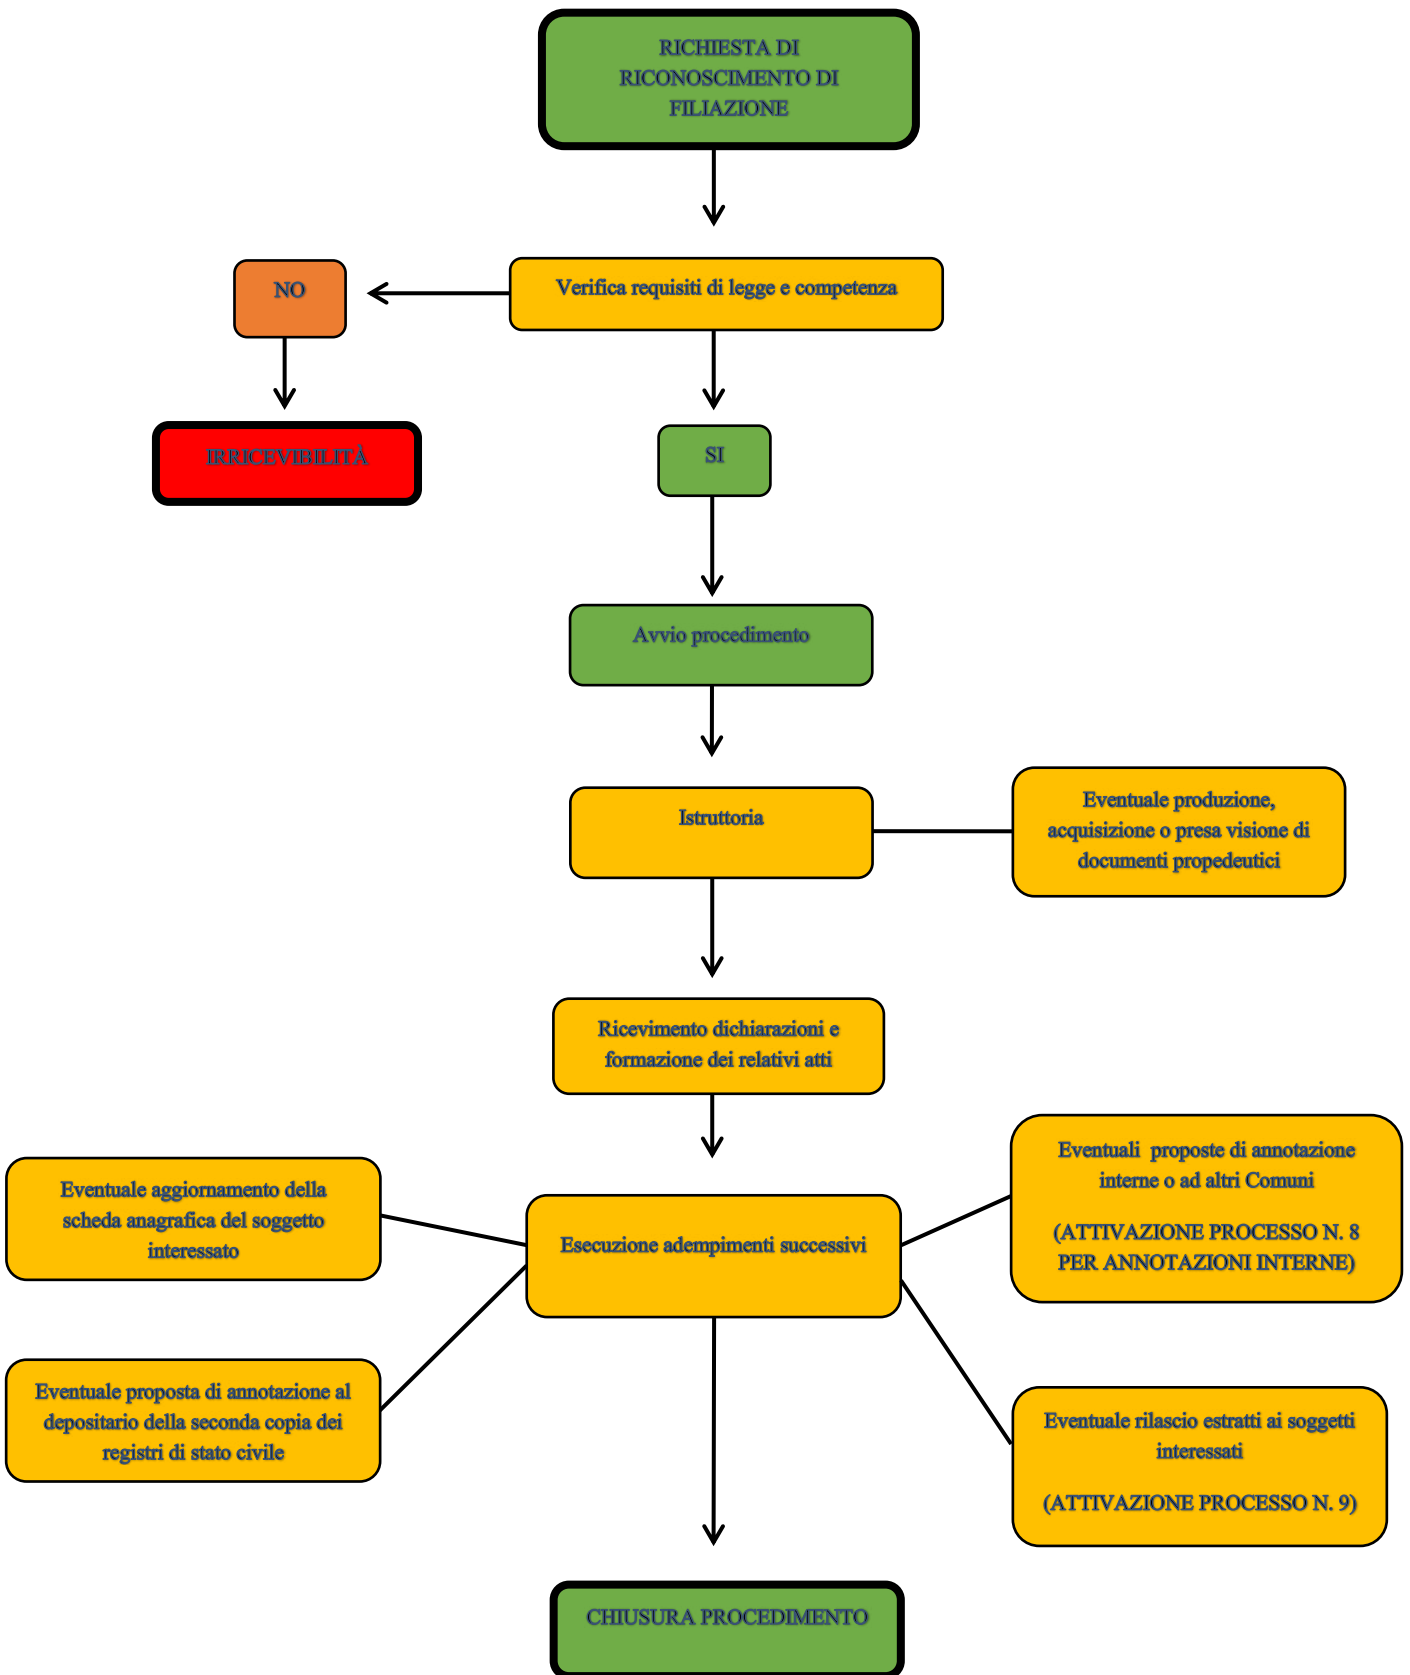 RICHIESTA DI
RICONOSCIMENTO DI
FILIAZIONE
NO
Verifica requisiti di legge e competenza
IRRICEVIBILITÀ
SI
Avvio procedimento
Istruttoria
Eventuale produzione,
acquisizione o presa visione di
documenti propedeutici
Ricevimento dichiarazioni e
formazione dei relativi atti
Eventuale aggiornamento della
scheda anagrafica del soggetto
interessato
Esecuzione adempimenti successivi
Eventuali  proposte di annotazione
interne o ad altri Comuni
(ATTIVAZIONE PROCESSO N. 8
PER ANNOTAZIONI INTERNE)
Eventuale proposta di annotazione al
depositario della seconda copia dei
registri di stato civile
Eventuale rilascio estratti ai soggetti
interessati
(ATTIVAZIONE PROCESSO N. 9)
CHIUSURA PROCEDIMENTO